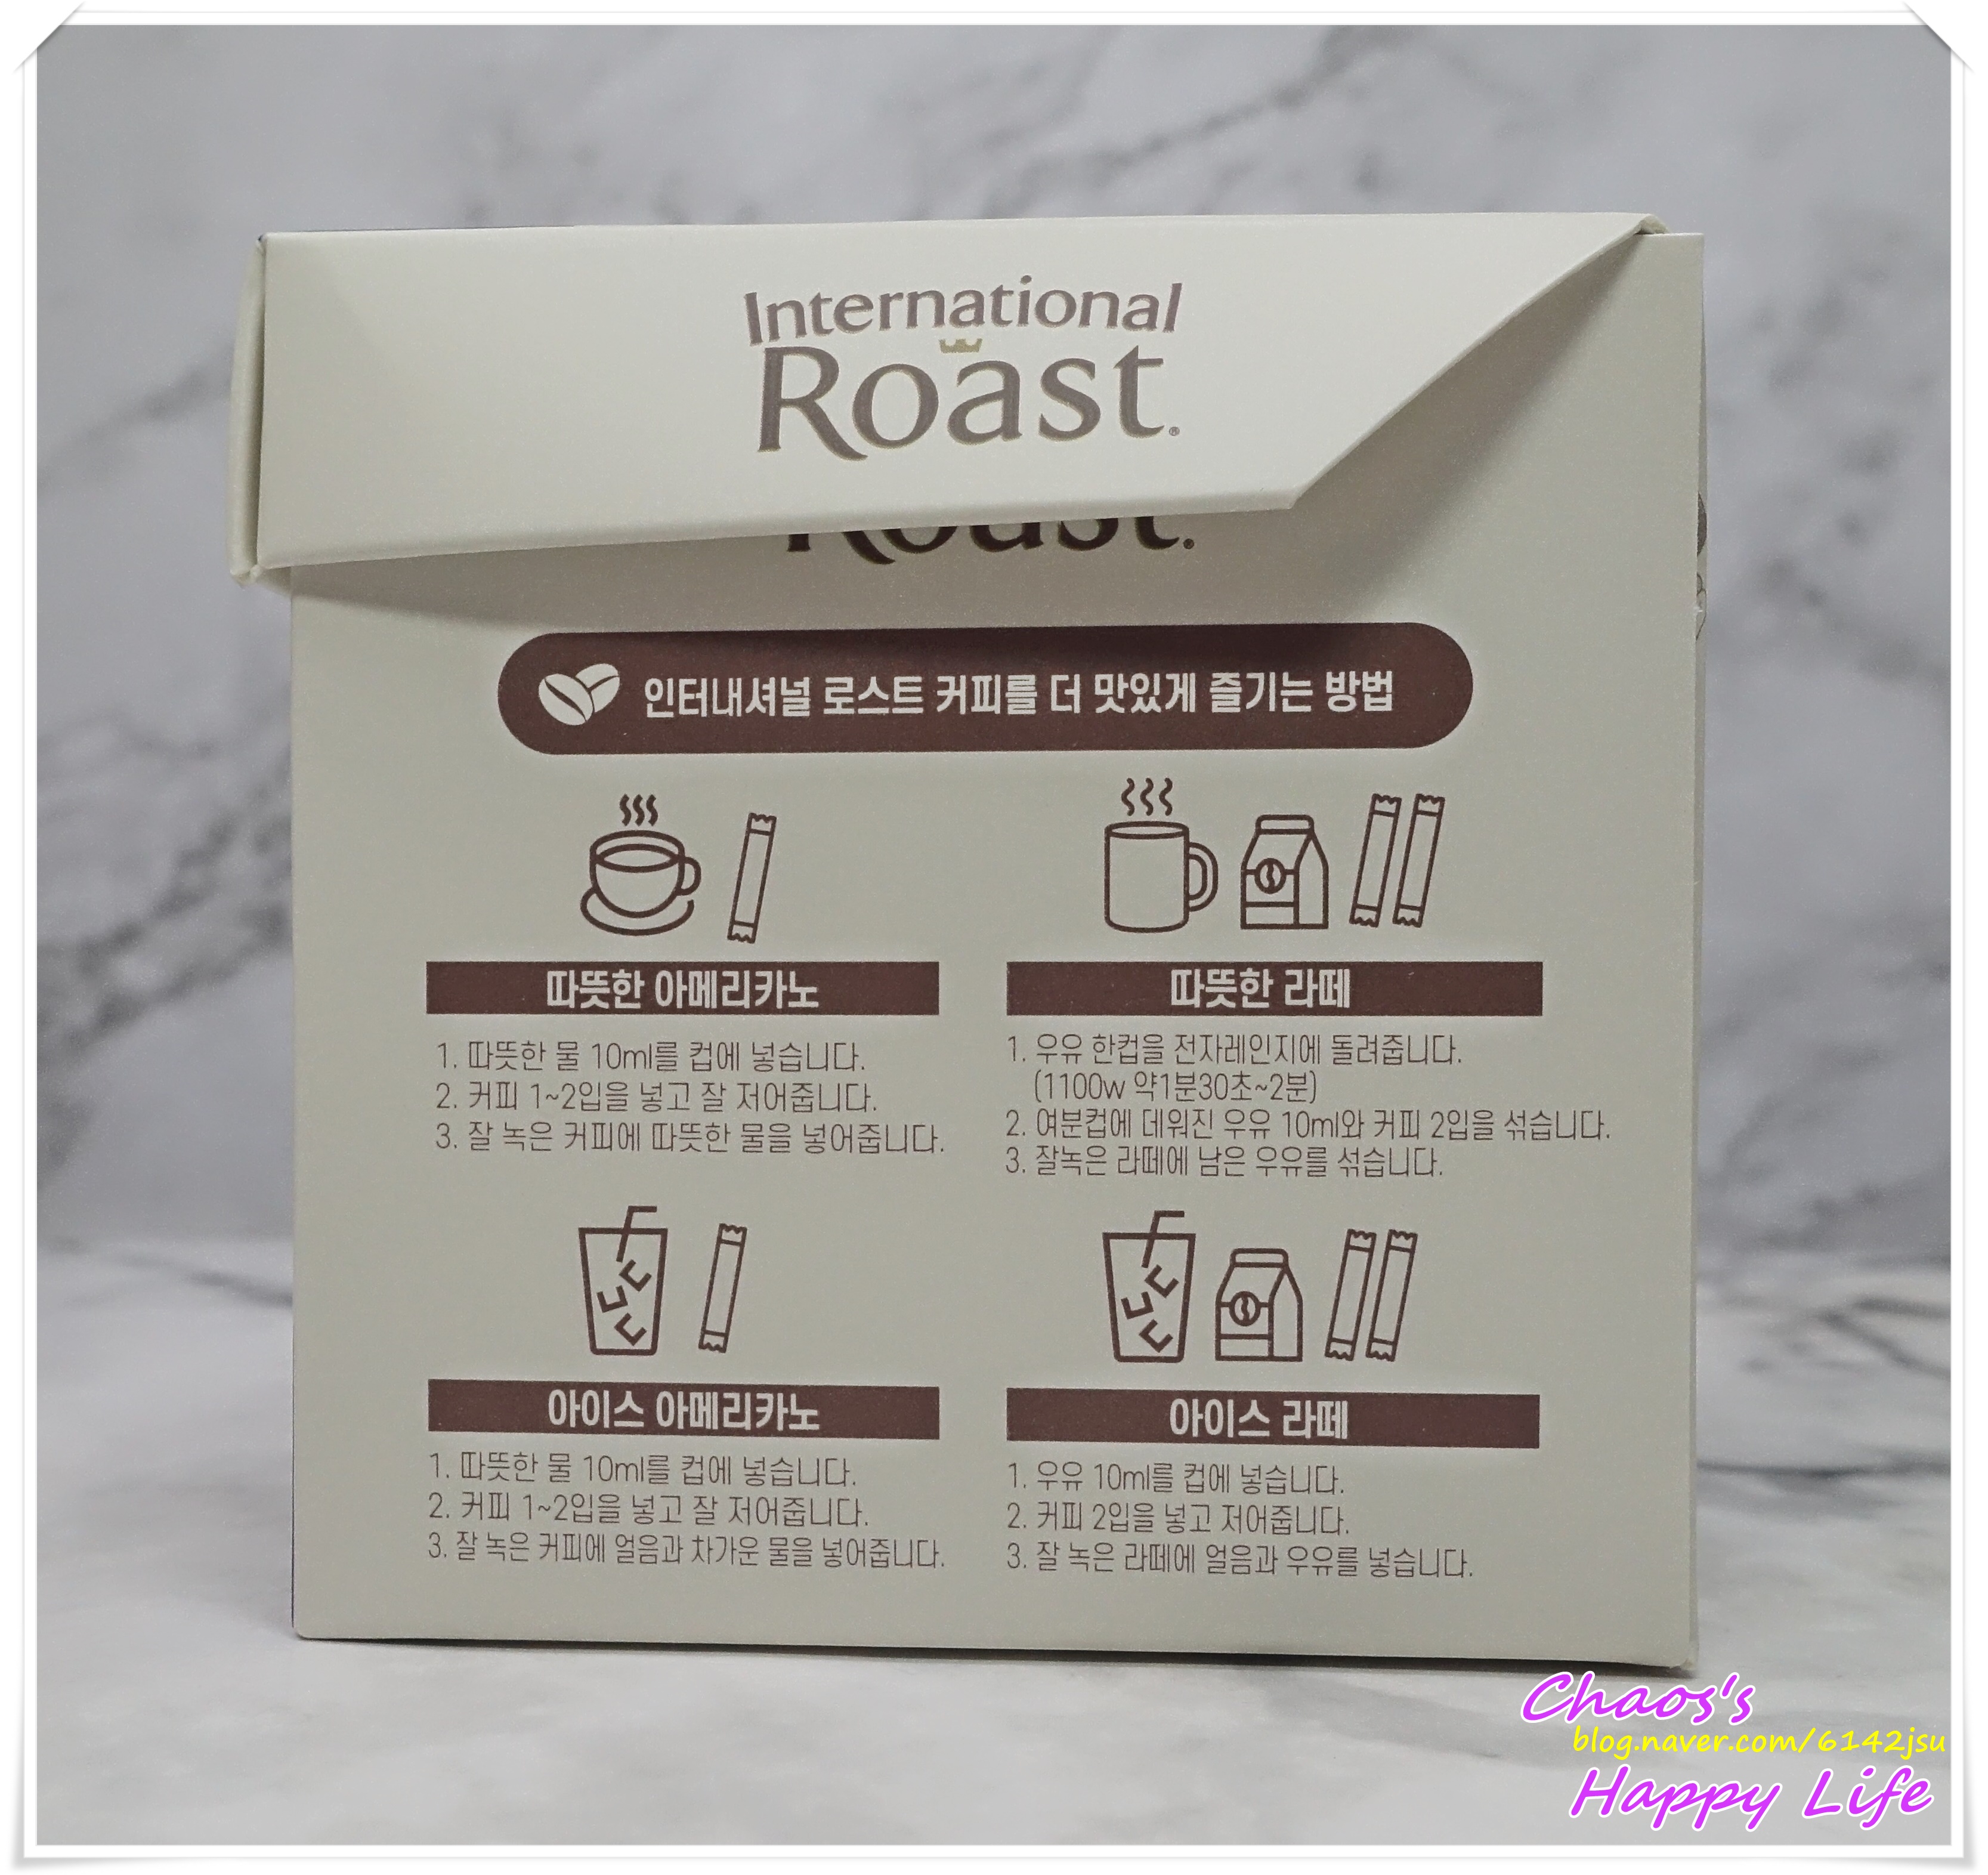 International
Roast.
Roast.
인터내셔널 로스트 커피를 더 맛있게 즐기는 방법
따뜻한 아메리카노
1. 따뜻한 물 10ml를 컵에 넣습니다.
2. 커피 1~2입을 넣고 잘 저어줍니다.
3. 잘 녹은 커피에 따뜻한 물을 넣어줍니다.
따뜻한 라떼
1. 우유 한컵을 전자레인지에 돌려줍니다.
(1100w 약1분30초~2분)
2. 여분컵에 데워진 우유 10ml와 커피 2입을 섞습니다.
3. 잘녹은 라떼에 남은 우유를 섞습니다.
아이스 아메리카노
1. 따뜻한 물 10ml를 컵에 넣습니다.
2. 커피 1~2입을 넣고 잘 저어줍니다.
3. 잘 녹은 커피에 얼음과 차가운 물을 넣어줍니다.
아이스 라떼
1. 우유 10ml를 컵에 넣습니다.
2. 커피 2입을 넣고 저어줍니다.
3. 잘 녹은 라떼에 얼음과 우유를 넣습니다.
Chaos's
blog.naver.com/6142jsu
Happy Life